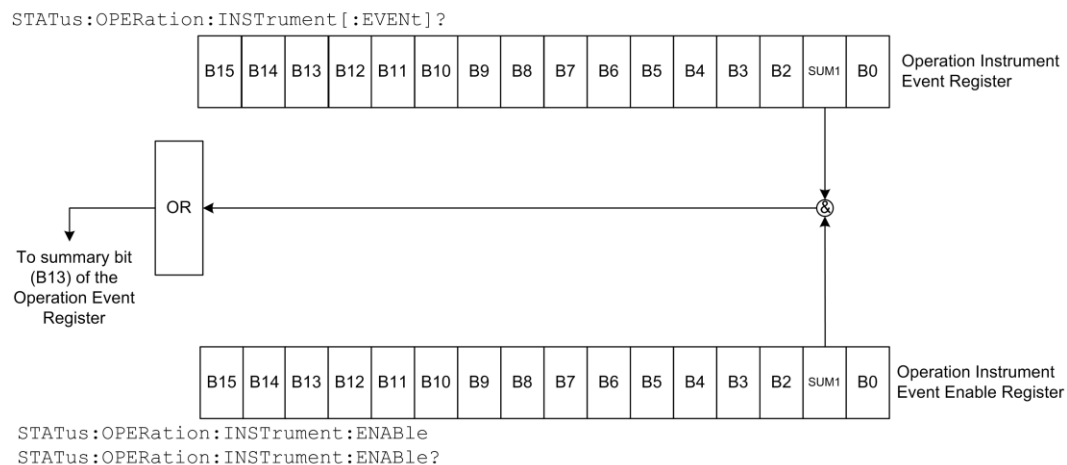 STATus:OPERation:INSTrument[:EVENt]?
B15 B14 B13 B12 B11 B10 B9 B8 B7 B6 B5 B4 B3 B2 SUM1 B0
Operation Instrument
Event Register
OR
&
To summary bit
(B13) of the
Operation Event
Register
B15 B14 B13 B12 B11 B10 B9 B8 B7 B6 B5 B4 B3 B2 SUM1 B0
Operation Instrument
Event Enable Register
STATus:OPERation:INSTrument:ENABle
STATus:OPERation:INSTrument:ENABle?